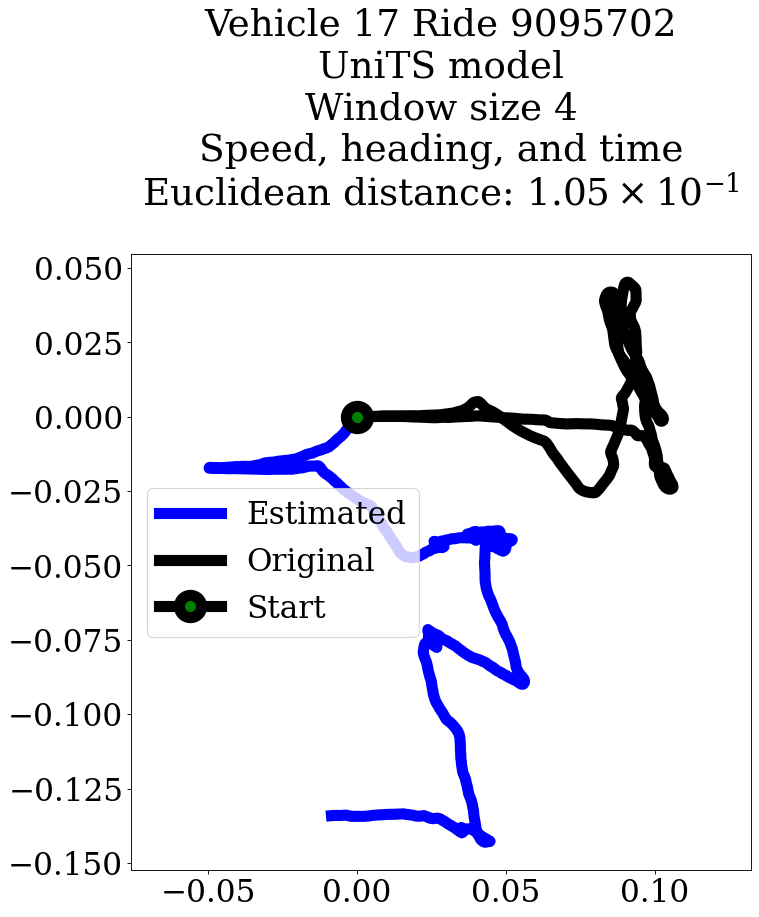 Vehicle 17 Ride 9095702
UniTS model
Window size 4
Speed, heading, and time
Euclidean distance: 1.05 × 10⁻¹
0.050
0.025
0.000
−0.025
−0.050
−0.075
−0.100
−0.125
−0.150
Estimated
Original
Start
−0.05 0.00 0.05 0.10